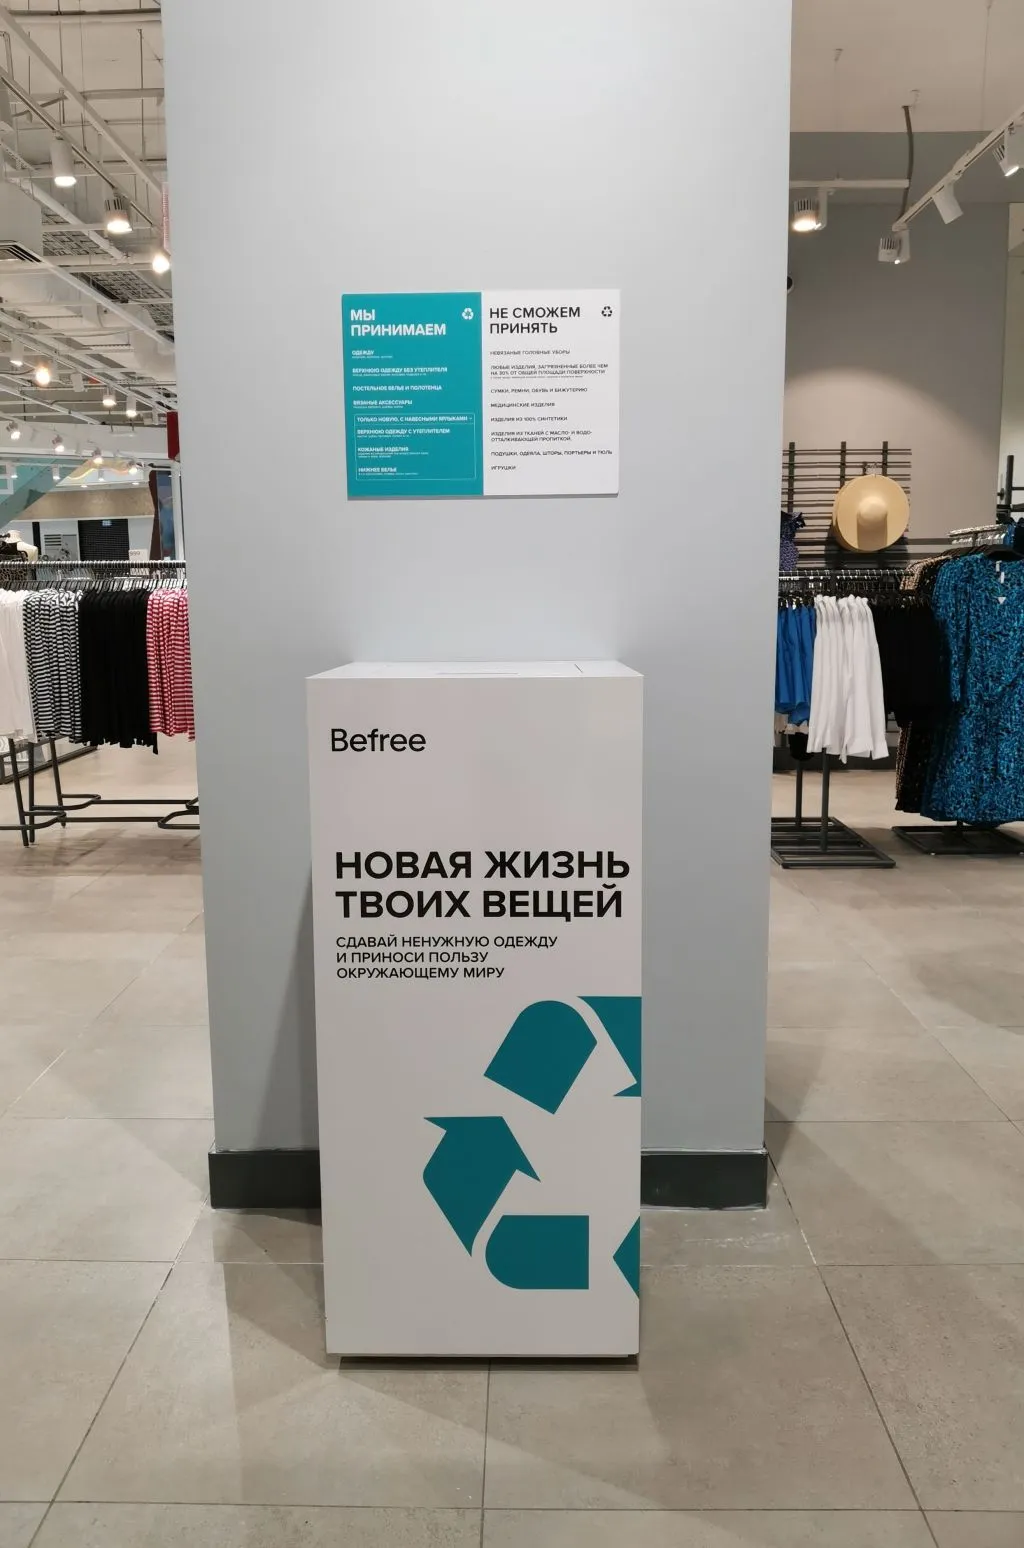 МЫ
ПРИНИМАЕМ
ОДЕЖДУ
ВЕРХНЮЮ ОДЕЖДУ БЕЗ УТЕПЛИТЕЛЯ
ПОСТЕЛЬНОЕ БЕЛЬЕ И ПОЛОТЕНЦА
ВЯЗАНЫЕ АКСЕССУАРЫ
ТОЛЬКО НОВУЮ, С НАВЕСНЫМИ ЯРЛЫКАМИ
ВЕРХНЮЮ ОДЕЖДУ С УТЕПЛИТЕЛЕМ
КОЖАНЫЕ ИЗДЕЛИЯ
НИЖНЕЕ БЕЛЬЕ
НЕ СМОЖЕМ
ПРИНЯТЬ
НЕВЯЗАНЫЕ ГОЛОВНЫЕ УБОРЫ
ЛЮБЫЕ ИЗДЕЛИЯ, ЗАГРЯЗНЕННЫЕ БОЛЕЕ ЧЕМ
НА 30% ОТ ОБЩЕЙ ПЛОЩАДИ ПОВЕРХНОСТИ
СУМКИ, РЕМНИ, ОБУВЬ И БИЖУТЕРИЮ
МЕДИЦИНСКИЕ ИЗДЕЛИЯ
ИЗДЕЛИЯ ИЗ 100% СИНТЕТИКИ
ИЗДЕЛИЯ ИЗ ТКАНЕЙ С МАСЛО- И ВОДО-
ОТТАЛКИВАЮЩЕЙ ПРОПИТКОЙ,
ПОДУШКИ, ОДЕЯЛА, ШТОРЫ, ПОРТЬЕРЫ И ТЮЛЬ
ИГРУШКИ
Befree
НОВАЯ ЖИЗНЬ
ТВОИХ ВЕЩЕЙ
СДАВАЙ НЕНУЖНУЮ ОДЕЖДУ
И ПРИНОСИ ПОЛЬЗУ
ОКРУЖАЮЩЕМУ МИРУ